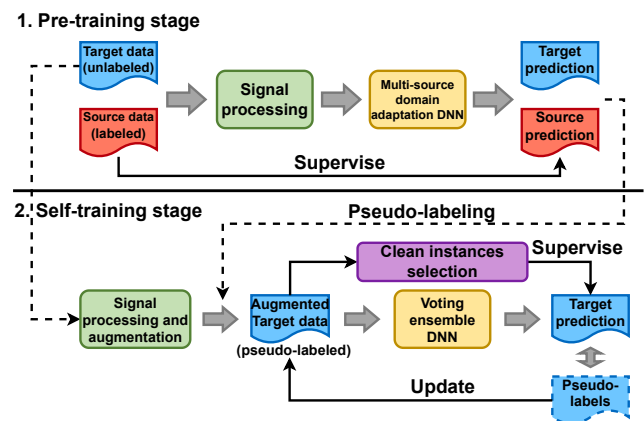 1. Pre-training stage
Target data
(unlabeled)
Signal
processing
Multi-source
domain
adaptation DNN
Target
prediction
Source data
(labeled)
Source
prediction
Supervise
2. Self-training stage
Pseudo-labeling
Clean instances
selection
Supervise
Signal
processing and
augmentation
Augmented
Target data
(pseudo-labeled)
Voting
ensemble
DNN
Target
prediction
Update
Pseudo-
labels